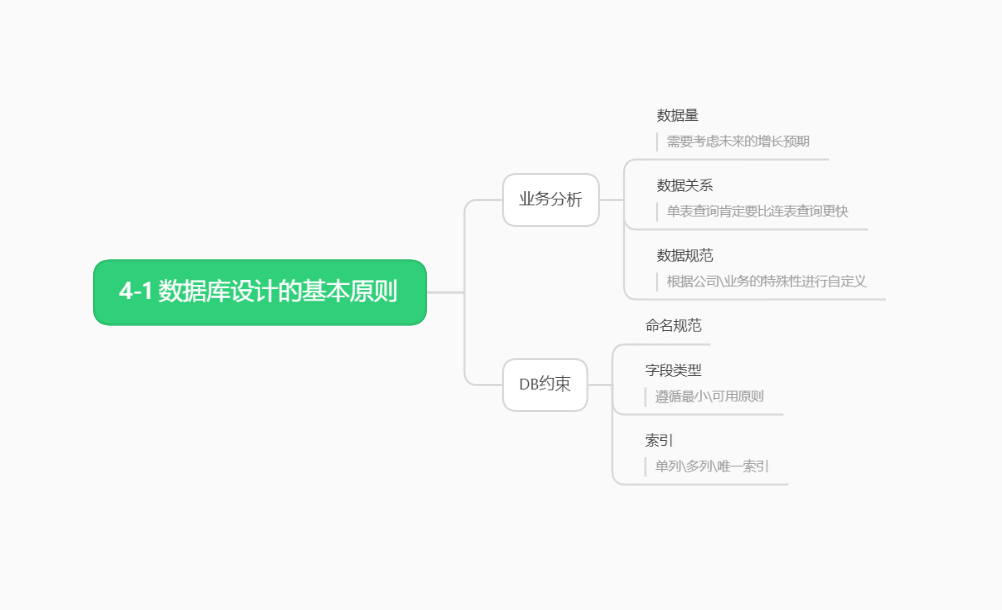 4-1 数据库设计的基本原则
业务分析
数据量
需要考虑未来的增长预期
数据关系
单表查询肯定要比连表查询更快
数据规范
根据公司\业务的特殊性进行自定义
DB约束
命名规范
字段类型
遵循最小\可用原则
索引
单列\多列\唯一索引